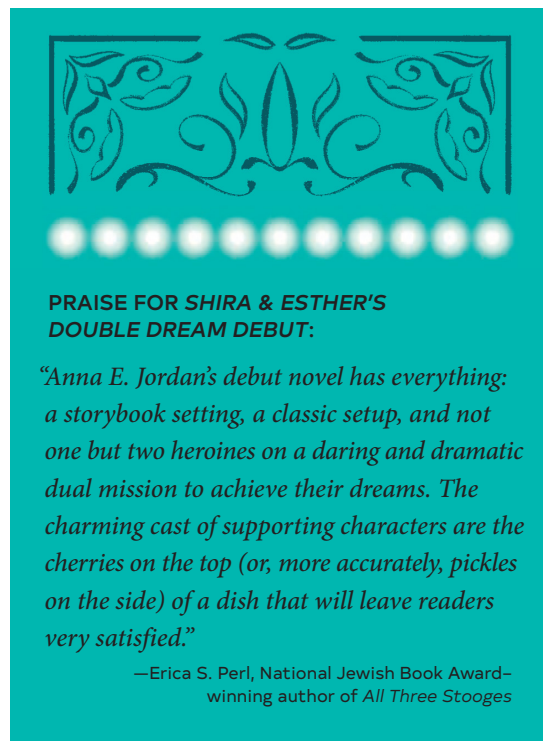 PRAISE FOR SHIRA & ESTHER’S
DOUBLE DREAM DEBUT:
“Anna E. Jordan’s debut novel has everything:
a storybook setting, a classic setup, and not
one but two heroines on a daring and dramatic
dual mission to achieve their dreams. The
charming cast of supporting characters are the
cherries on the top (or, more accurately, pickles
on the side) of a dish that will leave readers
very satisfied.”
—Erica S. Perl, National Jewish Book Award–
winning author of All Three Stooges